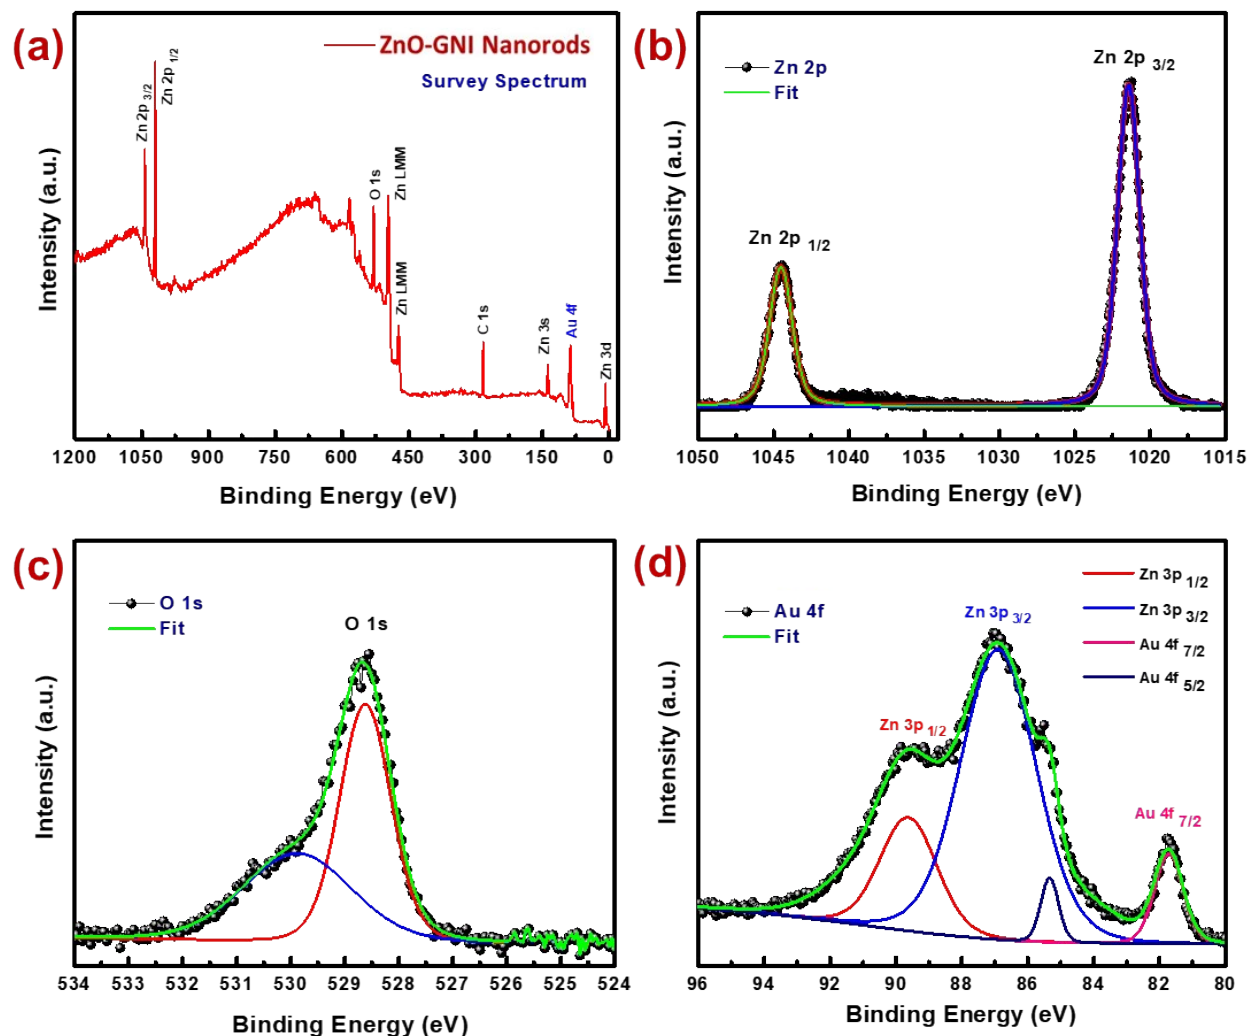 (a)
ZnO-GNI Nanorods
Survey Spectrum
Zn 2p 3/2
Zn 2p 1/2
O 1s
Zn LMM
Zn LMM
C 1s
Zn 3s
Au 4f
Zn 3d
Intensity (a.u.)
1200 1050 900 750 600 450 300 150 0
Binding Energy (eV)
(b)
Zn 2p
Fit
Zn 2p 3/2
Zn 2p 1/2
Intensity (a.u.)
1050 1045 1040 1035 1030 1025 1020 1015
Binding Energy (eV)
(c)
O 1s
Fit
O 1s
Intensity (a.u.)
534 533 532 531 530 529 528 527 526 525 524
Binding Energy (eV)
(d)
Au 4f
Fit
Zn 3p 1/2
Zn 3p 3/2
Au 4f 7/2
Au 4f 5/2
Zn 3p 3/2
Zn 3p 1/2
Au 4f 7/2
Intensity (a.u.)
96 94 92 90 88 86 84 82 80
Binding Energy (eV)